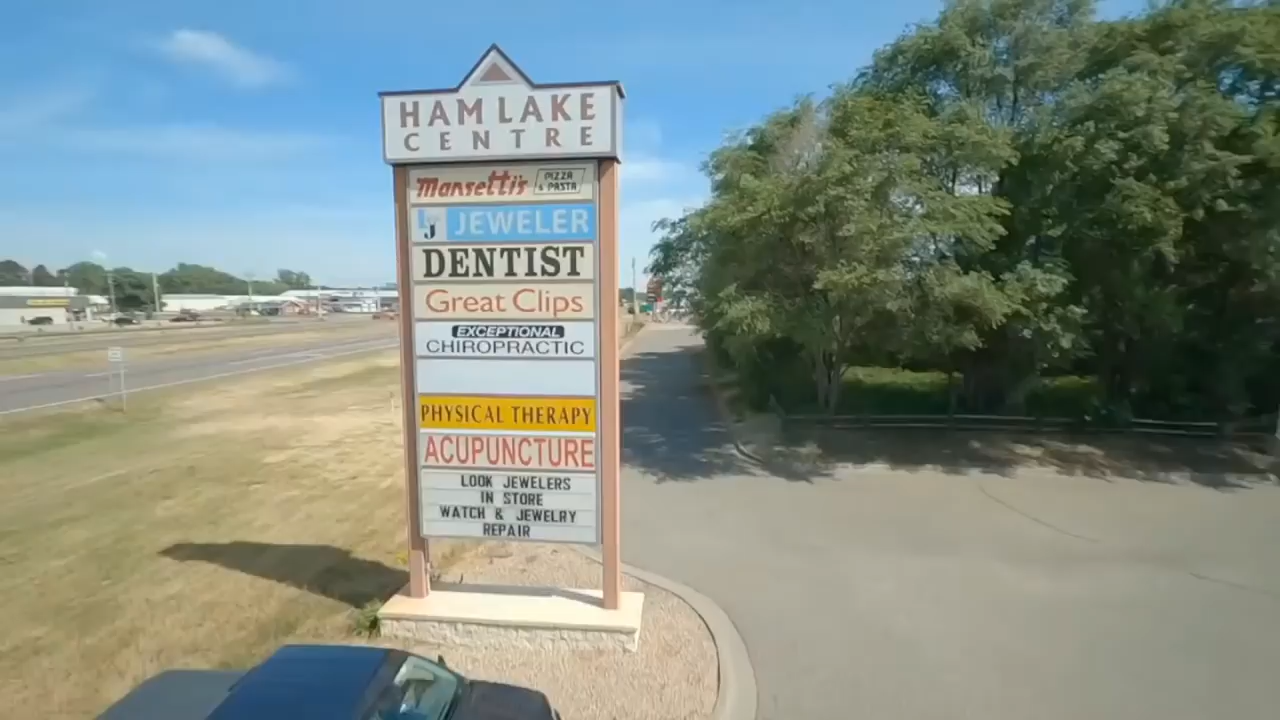 HAM LAKE
CENTRE
Mansetti's PIZZA
& PASTA
LJ JEWELER
DENTIST
Great Clips
EXCEPTIONAL
CHIROPRACTIC
PHYSICAL THERAPY
ACUPUNCTURE
LOOK JEWELERS
IN STORE
WATCH & JEWELRY
REPAIR